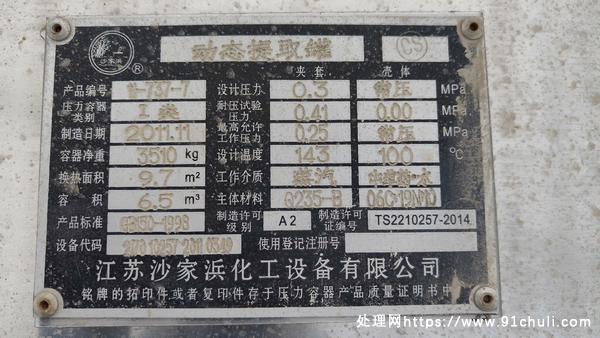 沙家浜 ® 动态提取罐 CS
夹套 壳体
产品编号 11-737-7 设计压力 0.3 微压 MPa
压力容器类别 I类 耐压试验压力 0.41 0.00 MPa
制造日期 2011.11 最高允许工作压力 0.25 微压 MPa
容器净重 3510 kg 设计温度 143 100 °C
换热面积 9.7 m² 工作介质 蒸汽 水
容积 6.5 m³ 主体材料 Q235-B 06Cr19Ni10
产品标准 GB150-1998 制造许可级别 A2 制造许可证编号 TS2210257-2014
设备代码 使用登记注册号
江苏沙家浜化工设备有限公司
铭牌的拓印件或者复印件存于压力容器产品质量证明书中
处理网https://www.91chuli.com/